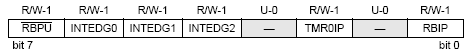 R/W-1 R/W-1 R/W-1 R/W-1 U-0 R/W-1 U-0 R/W-1
RBPU INTEDG0 INTEDG1 INTEDG2 — TMR0IP — RBIP
bit 7 bit 0